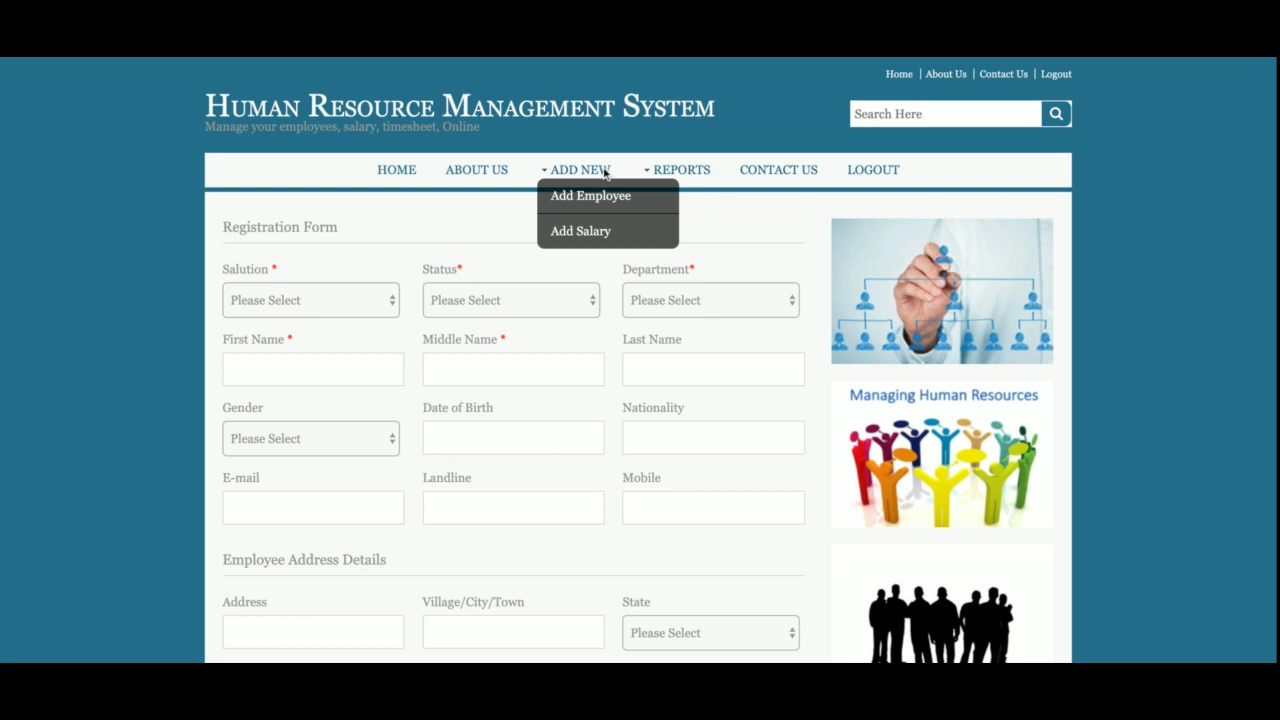 Home | About Us | Contact Us | Logout
Human Resource Management System
Manage your employees, salary, timesheet, Online
Search Here
HOME ABOUT US ADD NEW REPORTS CONTACT US LOGOUT
Add Employee
Add Salary
Registration Form
Salution * Status* Department*
Please Select Please Select Please Select
First Name * Middle Name * Last Name
Managing Human Resources
Gender Date of Birth Nationality
Please Select
E-mail Landline Mobile
Employee Address Details
Address Village/City/Town State
Please Select